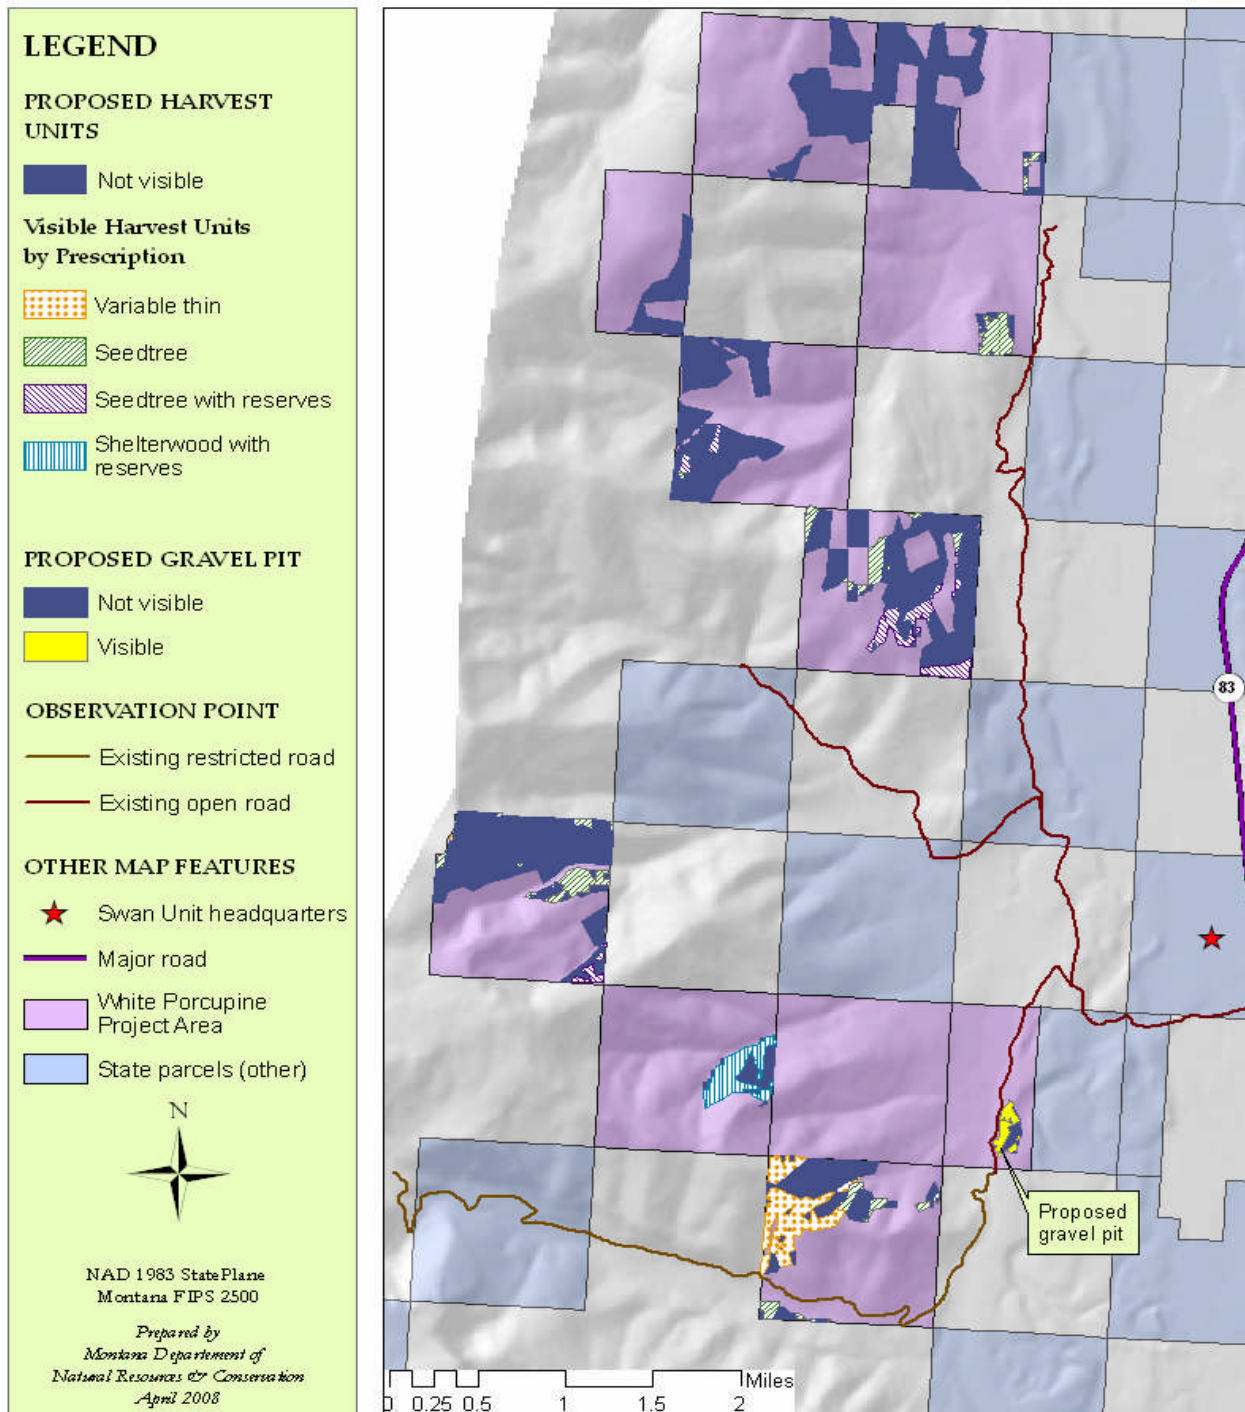 LEGEND
PROPOSED HARVEST
UNITS
Not visible
Visible Harvest Units
by Prescription
Variable thin
Seedtree
Seedtree with reserves
Shelterwood with
reserves
PROPOSED GRAVEL PIT
Not visible
Visible
OBSERVATION POINT
Existing restricted road
Existing open road
OTHER MAP FEATURES
Swan Unit headquarters
Major road
White Porcupine
Project Area
State parcels (other)
N
NAD 1983 StatePlane
Montana FIPS 2500
Prepared by
Montana Departement of
Natural Resources & Conservation
April 2008
83
Proposed
gravel pit
Miles
0 0.25 0.5 1 1.5 2